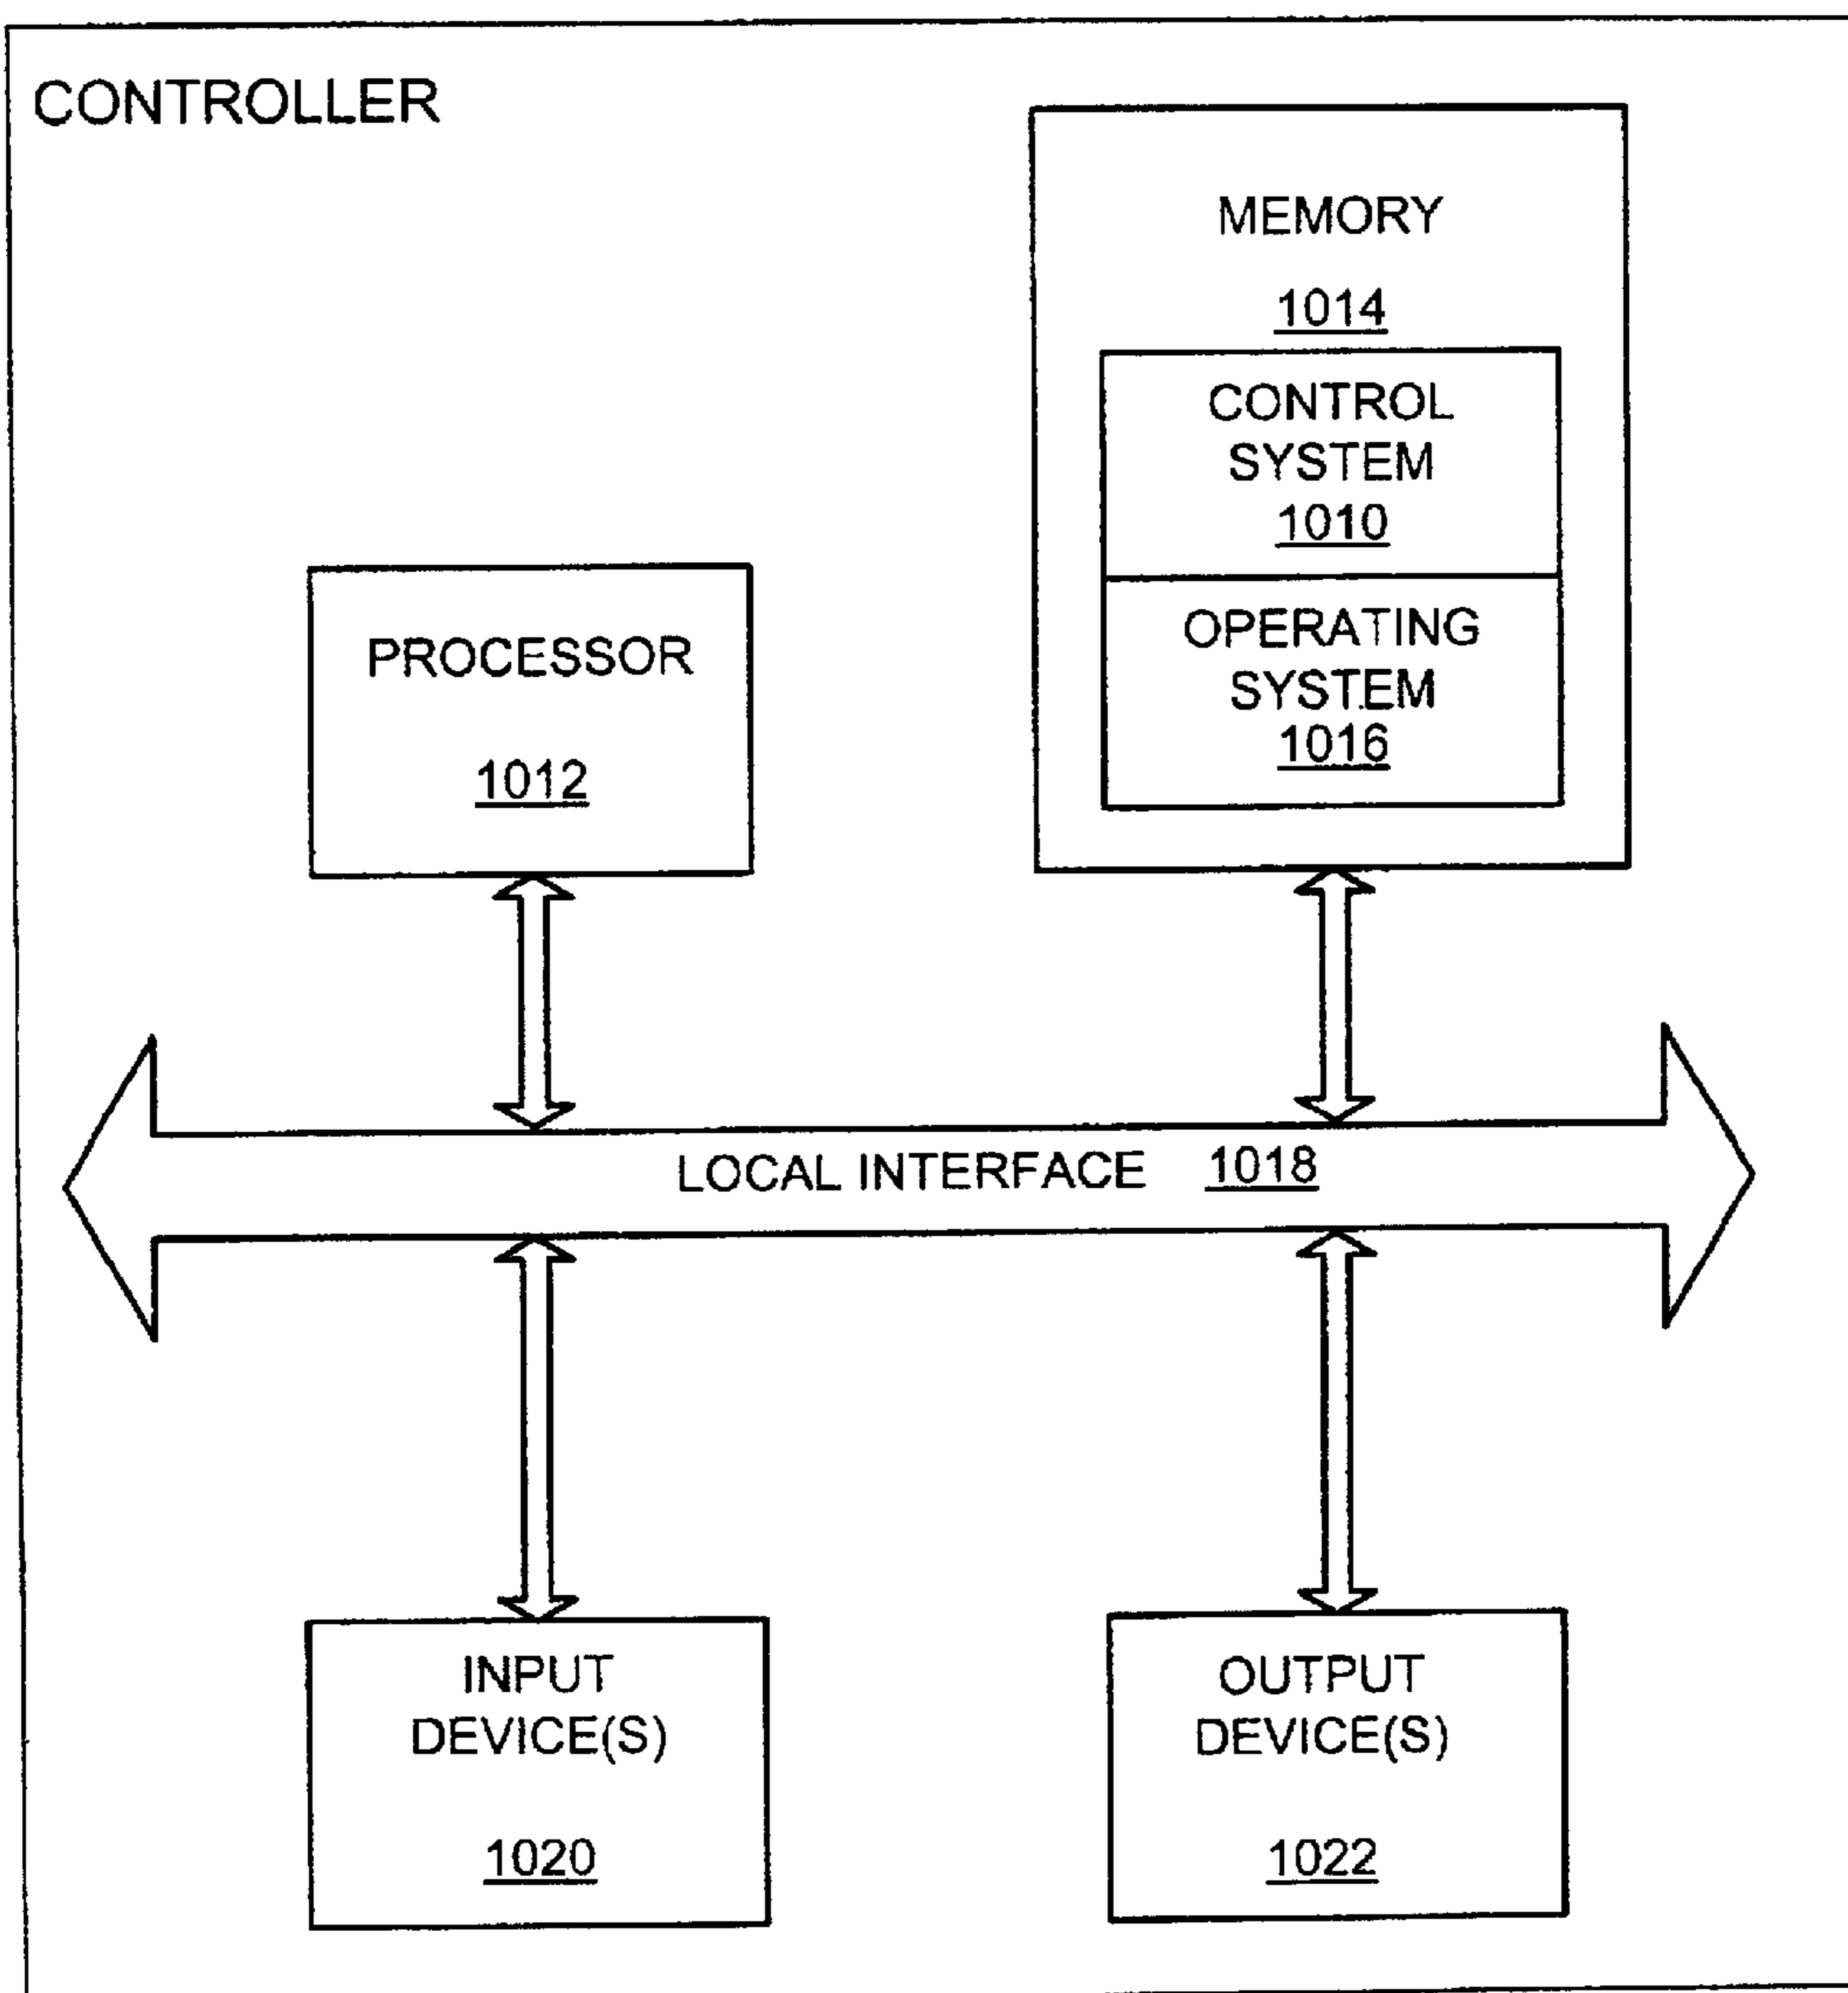 CONTROLLER
MEMORY
1014
CONTROL
SYSTEM
1010
OPERATING
SYSTEM
1016
PROCESSOR
1012
LOCAL INTERFACE 1018
INPUT
DEVICE(S)
1020
OUTPUT
DEVICE(S)
1022